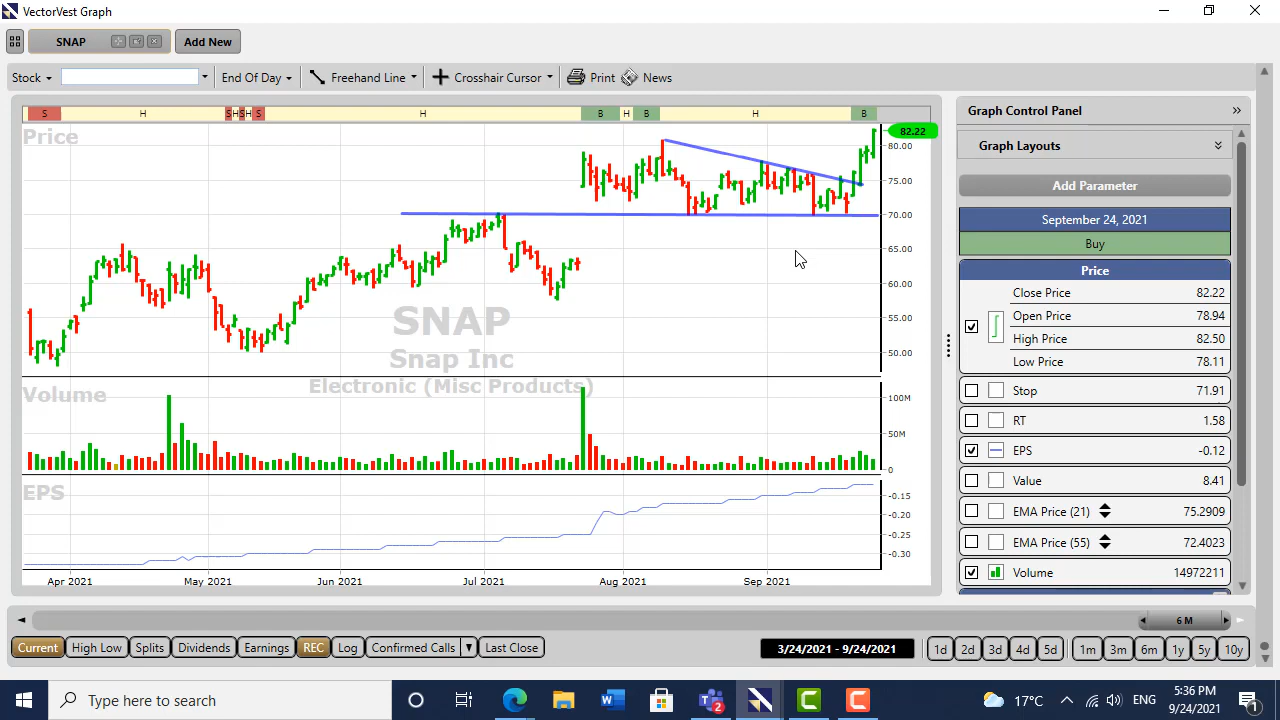 VectorVest Graph
SNAP
Add New
Stock
End Of Day
Freehand Line
Crosshair Cursor
Print
News
S H S H S H S H B H B H B
Price
82.22
80.00
75.00
70.00
65.00
60.00
55.00
50.00
SNAP
Snap Inc
Electronic (Misc Products)
Volume
100M
50M
0
EPS
-0.15
-0.20
-0.25
-0.30
Apr 2021 May 2021 Jun 2021 Jul 2021 Aug 2021 Sep 2021
Graph Control Panel
Graph Layouts
Add Parameter
September 24, 2021
Buy
Price
Close Price 82.22
Open Price 78.94
High Price 82.50
Low Price 78.11
Stop 71.91
RT 1.58
EPS -0.12
Value 8.41
EMA Price (21) 75.2909
EMA Price (55) 72.4023
Volume 14972211
6 M
Current High Low Splits Dividends Earnings REC Log Confirmed Calls Last Close
3/24/2021 - 9/24/2021
1d 2d 3d 4d 5d 1m 3m 6m 1y 5y 10y
Type here to search
2
17°C
ENG
5:36 PM
9/24/2021
1